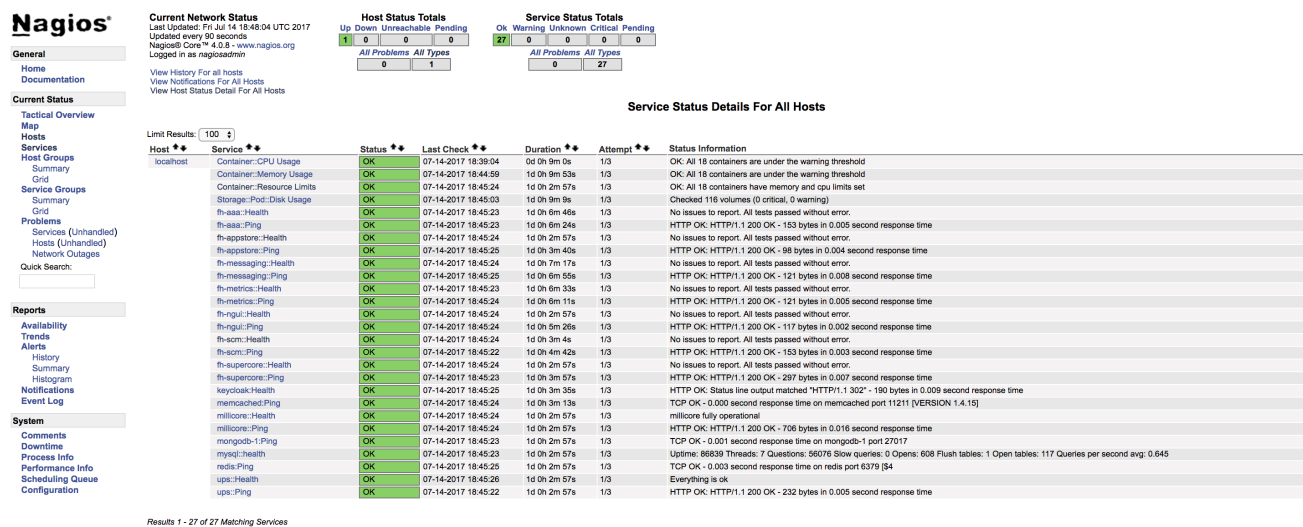 Nagios®
General
Home
Documentation
Current Status
Tactical Overview
Map
Hosts
Services
Host Groups
Summary
Grid
Service Groups
Summary
Grid
Problems
Services (Unhandled)
Hosts (Unhandled)
Network Outages
Quick Search:
Reports
Availability
Trends
Alerts
History
Summary
Histogram
Notifications
Event Log
System
Comments
Downtime
Process Info
Performance Info
Scheduling Queue
Configuration
Current Network Status
Last Updated: Fri Jul 14 18:48:04 UTC 2017
Updated every 90 seconds
Nagios® Core™ 4.0.8 - www.nagios.org
Logged in as nagiosadmin
View History For all hosts
View Notifications For All Hosts
View Host Status Detail For All Hosts
Host Status Totals
Up Down Unreachable Pending
1 0 0 0
All Problems All Types
0 1
Service Status Totals
Ok Warning Unknown Critical Pending
27 0 0 0 0
All Problems All Types
0 27
Service Status Details For All Hosts
Limit Results: 100
Host Service Status Last Check Duration Attempt Status Information
localhost Container::CPU Usage OK 07-14-2017 18:39:04 0d 0h 9m 0s 1/3 OK: All 18 containers are under the warning threshold
Container::Memory Usage OK 07-14-2017 18:44:59 1d 0h 9m 53s 1/3 OK: All 18 containers are under the warning threshold
Container::Resource Limits OK 07-14-2017 18:45:24 1d 0h 2m 57s 1/3 OK: All 18 containers have memory and cpu limits set
Storage::Pod::Disk Usage OK 07-14-2017 18:45:03 1d 0h 9m 9s 1/3 Checked 116 volumes (0 critical, 0 warning)
fh-aaa::Health OK 07-14-2017 18:45:23 1d 0h 6m 46s 1/3 No issues to report. All tests passed without error.
fh-aaa::Ping OK 07-14-2017 18:45:23 1d 0h 6m 24s 1/3 HTTP OK: HTTP/1.1 200 OK - 153 bytes in 0.005 second response time
fh-appstore::Health OK 07-14-2017 18:45:24 1d 0h 2m 57s 1/3 No issues to report. All tests passed without error.
fh-appstore::Ping OK 07-14-2017 18:45:25 1d 0h 3m 40s 1/3 HTTP OK: HTTP/1.1 200 OK - 98 bytes in 0.004 second response time
fh-messaging::Health OK 07-14-2017 18:45:24 1d 0h 7m 17s 1/3 No issues to report. All tests passed without error.
fh-messaging::Ping OK 07-14-2017 18:45:25 1d 0h 6m 55s 1/3 HTTP OK: HTTP/1.1 200 OK - 121 bytes in 0.008 second response time
fh-metrics::Health OK 07-14-2017 18:45:23 1d 0h 6m 33s 1/3 No issues to report. All tests passed without error.
fh-metrics::Ping OK 07-14-2017 18:45:24 1d 0h 6m 11s 1/3 HTTP OK: HTTP/1.1 200 OK - 121 bytes in 0.005 second response time
fh-ngui::Health OK 07-14-2017 18:45:24 1d 0h 2m 57s 1/3 No issues to report. All tests passed without error.
fh-ngui::Ping OK 07-14-2017 18:45:24 1d 0h 5m 26s 1/3 HTTP OK: HTTP/1.1 200 OK - 117 bytes in 0.002 second response time
fh-scm::Health OK 07-14-2017 18:45:24 1d 0h 3m 4s 1/3 No issues to report. All tests passed without error.
fh-scm::Ping OK 07-14-2017 18:45:22 1d 0h 4m 42s 1/3 HTTP OK: HTTP/1.1 200 OK - 153 bytes in 0.003 second response time
fh-supercore::Health OK 07-14-2017 18:45:24 1d 0h 2m 57s 1/3 No issues to report. All tests passed without error.
fh-supercore::Ping OK 07-14-2017 18:45:23 1d 0h 3m 57s 1/3 HTTP OK: HTTP/1.1 200 OK - 297 bytes in 0.007 second response time
keycloak:Health OK 07-14-2017 18:45:25 1d 0h 3m 35s 1/3 HTTP OK: Status line output matched "HTTP/1.1 302" - 190 bytes in 0.009 second response time
memcached:Ping OK 07-14-2017 18:45:24 1d 0h 3m 13s 1/3 TCP OK - 0.000 second response time on memcached port 11211 [VERSION 1.4.15]
millicore::Health OK 07-14-2017 18:45:24 1d 0h 2m 57s 1/3 millicore fully operational
millicore::Ping OK 07-14-2017 18:45:24 1d 0h 2m 57s 1/3 HTTP OK: HTTP/1.1 200 OK - 706 bytes in 0.016 second response time
mongodb-1:Ping OK 07-14-2017 18:45:23 1d 0h 2m 57s 1/3 TCP OK - 0.001 second response time on mongodb-1 port 27017
mysql::health OK 07-14-2017 18:45:23 1d 0h 2m 57s 1/3 Uptime: 86839 Threads: 7 Questions: 56076 Slow queries: 0 Opens: 608 Flush tables: 1 Open tables: 117 Queries per second avg: 0.645
redis:Ping OK 07-14-2017 18:45:25 1d 0h 2m 57s 1/3 TCP OK - 0.003 second response time on redis port 6379 [$4
ups::Health OK 07-14-2017 18:45:26 1d 0h 2m 57s 1/3 Everything is ok
ups::Ping OK 07-14-2017 18:45:22 1d 0h 2m 57s 1/3 HTTP OK: HTTP/1.1 200 OK - 232 bytes in 0.005 second response time
Results 1 - 27 of 27 Matching Services